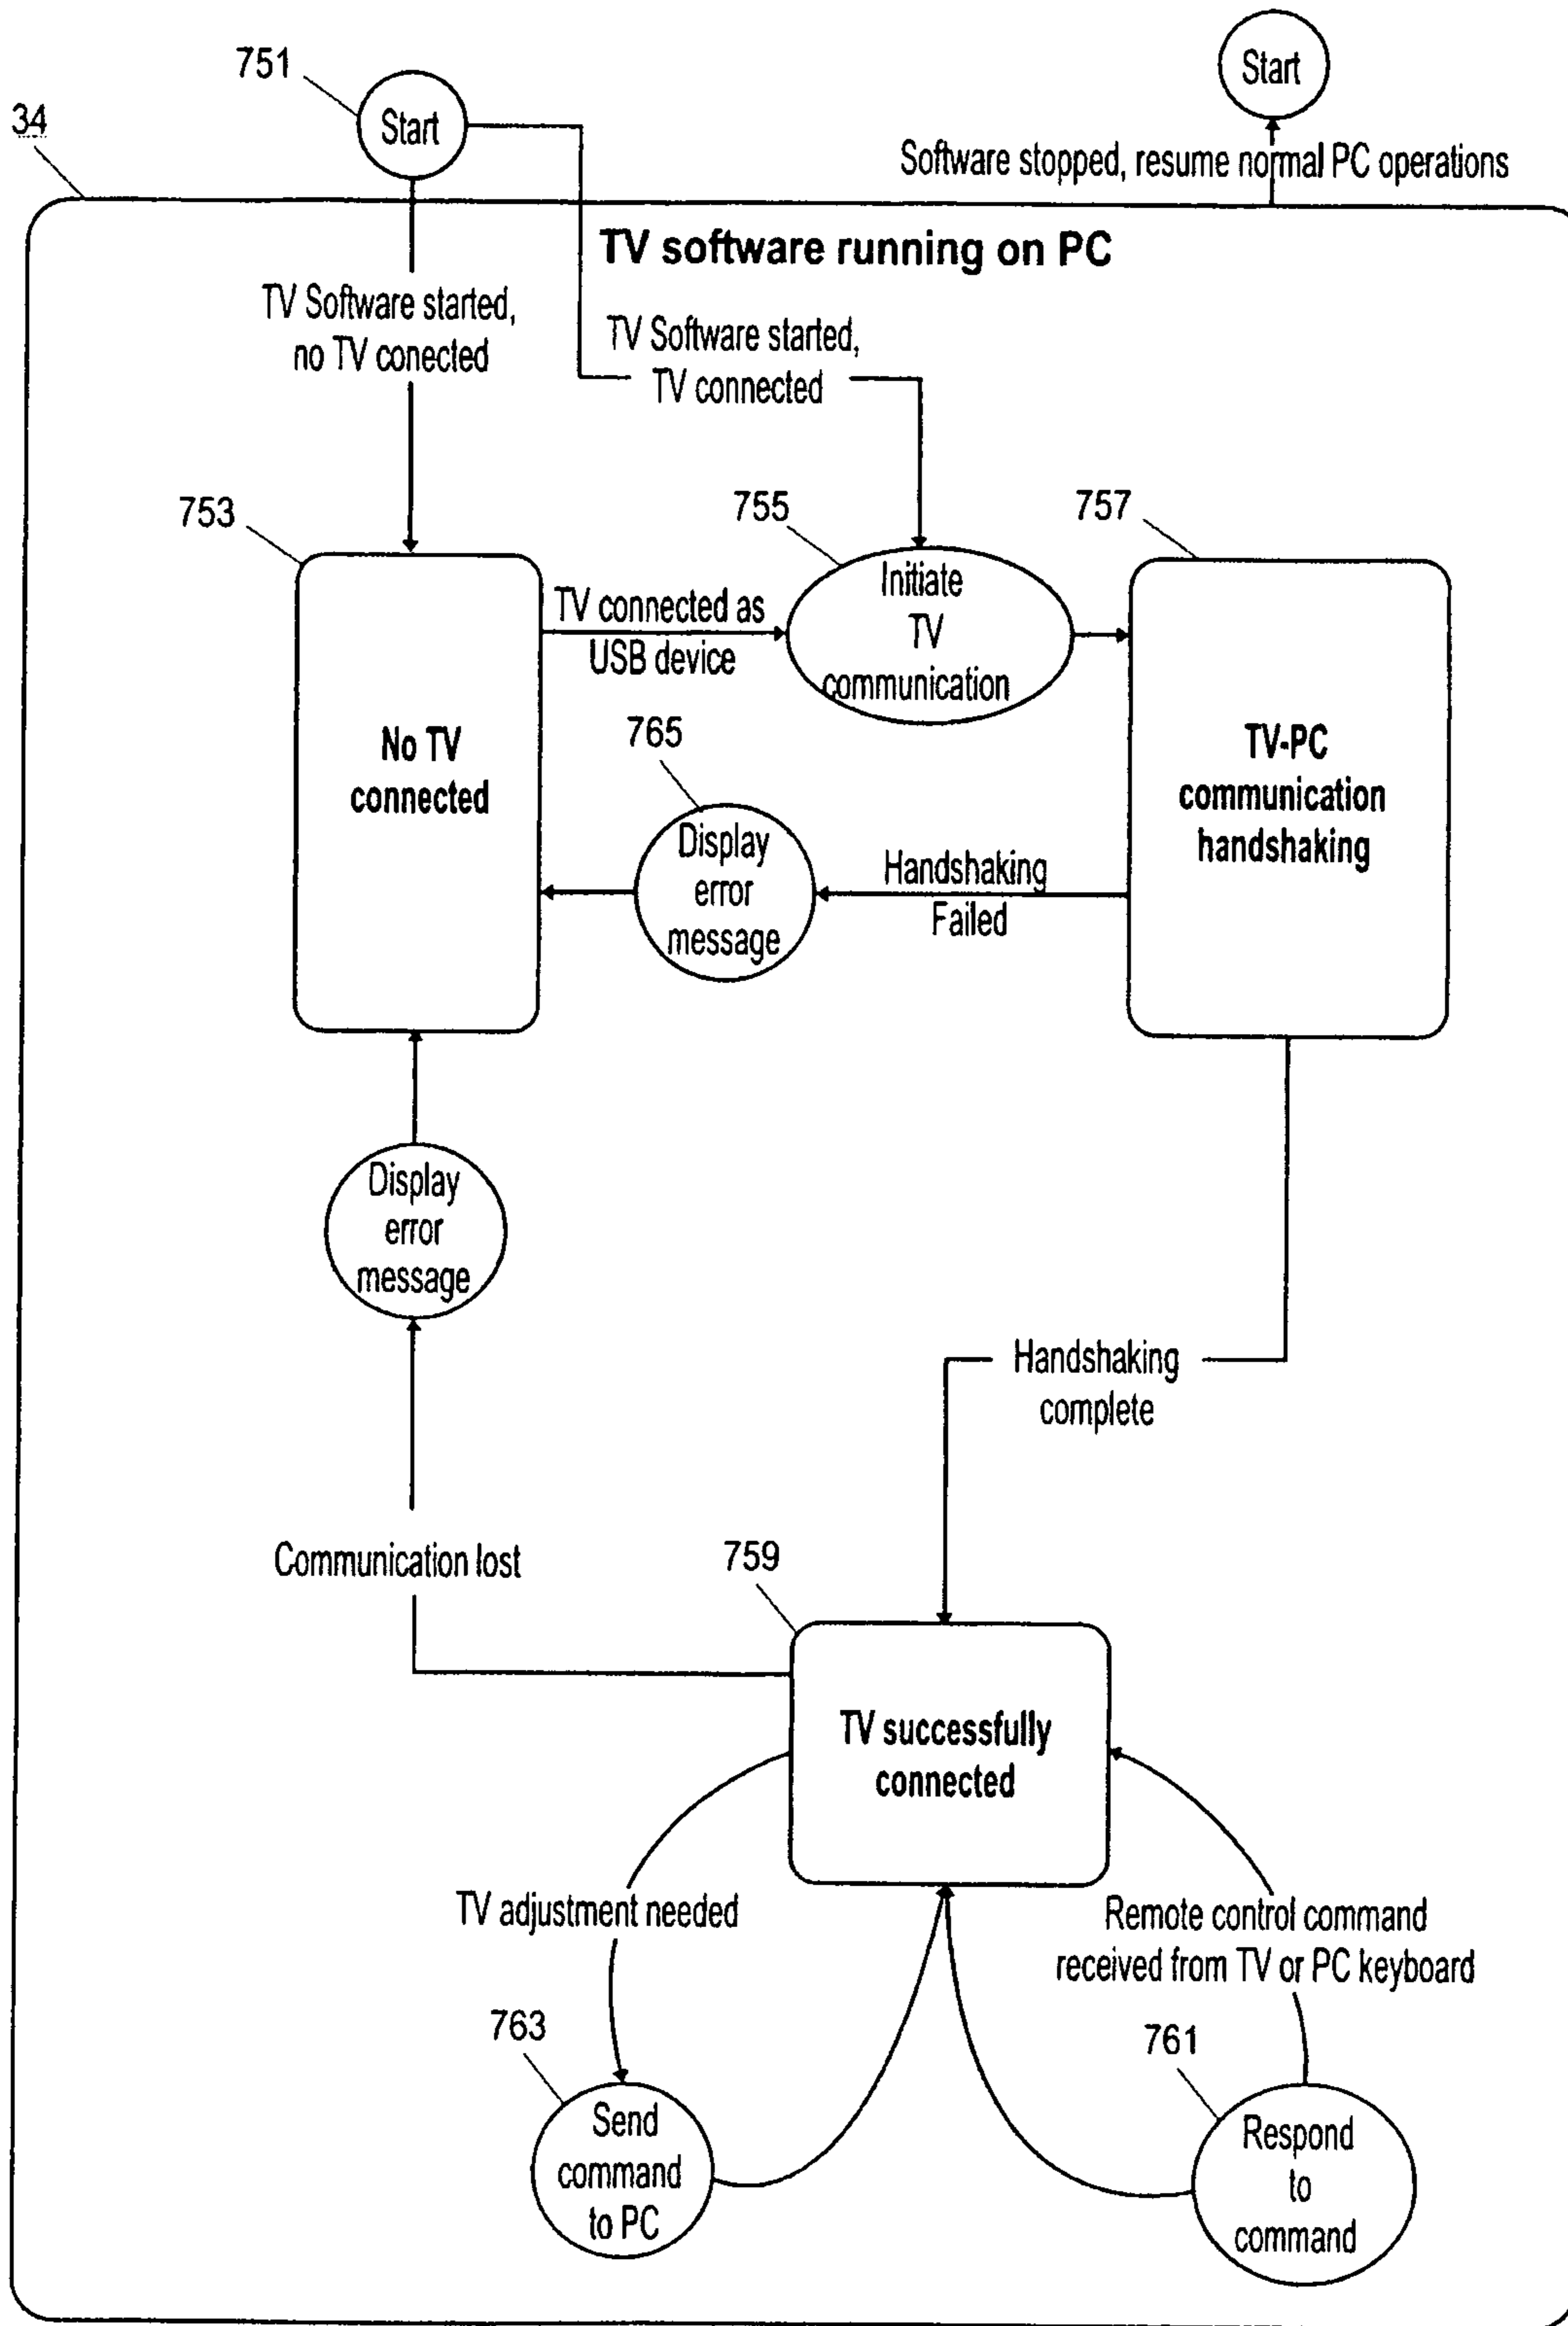 751
Start
Start
34
Software stopped, resume normal PC operations
TV software running on PC
TV Software started,
no TV conected
TV Software started,
TV connected
753
755
757
Initiate
TV
communication
TV connected as
USB device
765
No TV
connected
TV-PC
communication
handshaking
Display
error
message
Handshaking
Failed
Display
error
message
Handshaking
complete
Communication lost
759
TV successfully
connected
TV adjustment needed
Remote control command
received from TV or PC keyboard
763
761
Send
command
to PC
Respond
to
command